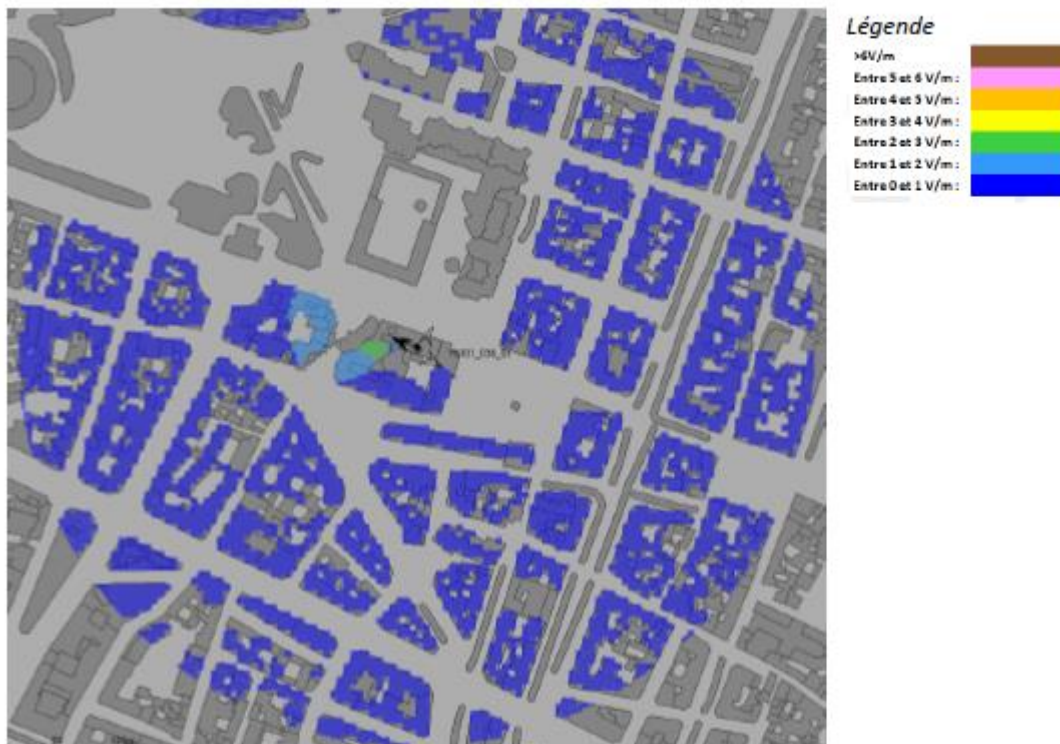 Légende
>6V/m
Entre 5 et 6 V/m :
Entre 4 et 5 V/m :
Entre 3 et 4 V/m :
Entre 2 et 3 V/m :
Entre 1 et 2 V/m :
Entre 0 et 1 V/m :